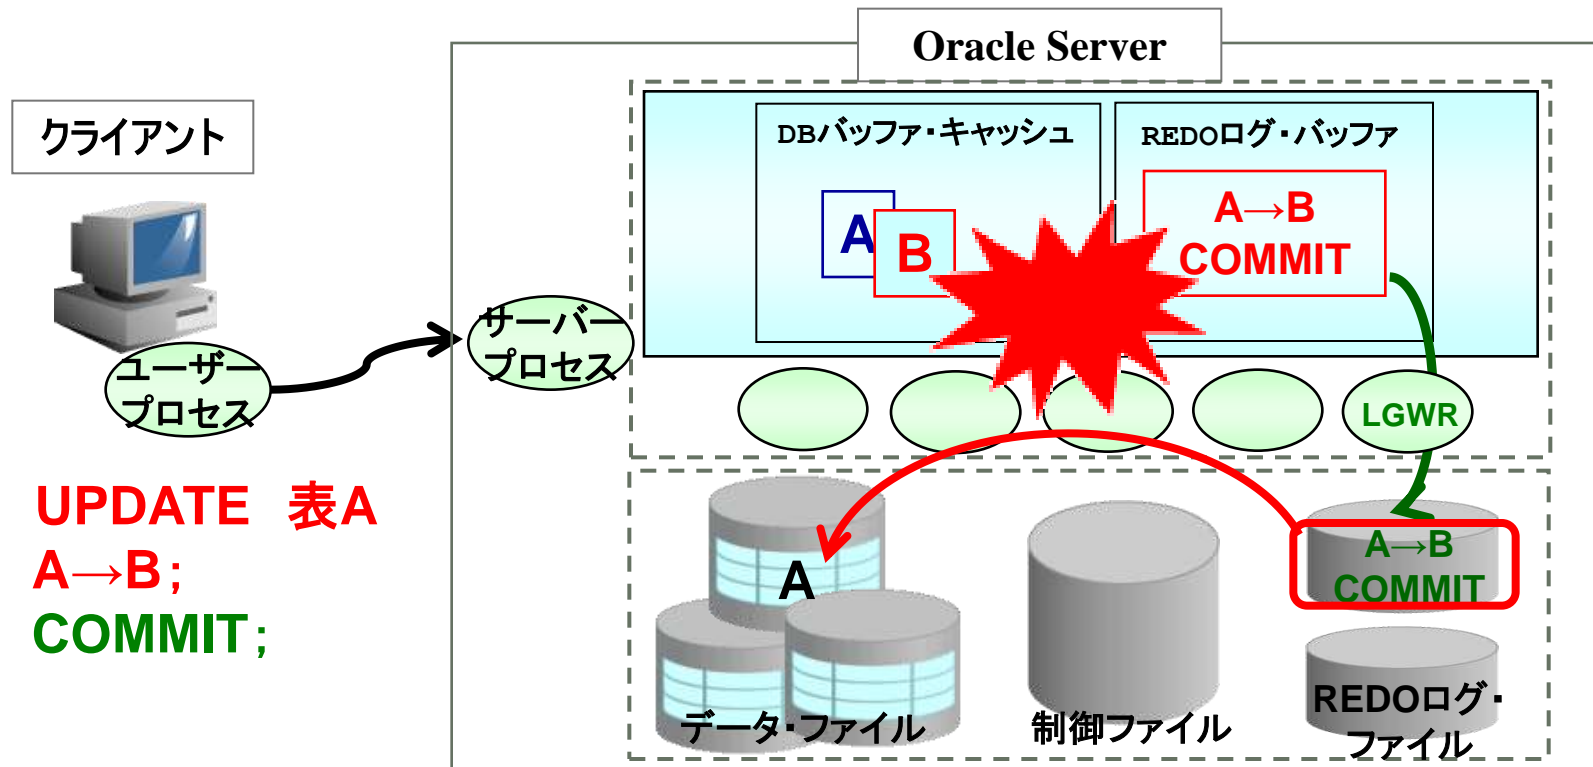 Oracle Server
クライアント
DBバッファ・キャッシュ
REDOログ・バッファ
A
B
A→B
COMMIT
サーバー
プロセス
ユーザー
プロセス
LGWR
UPDATE 表A
A→B;
COMMIT;
A
A→B
COMMIT
データ・ファイル
制御ファイル
REDOログ・
ファイル